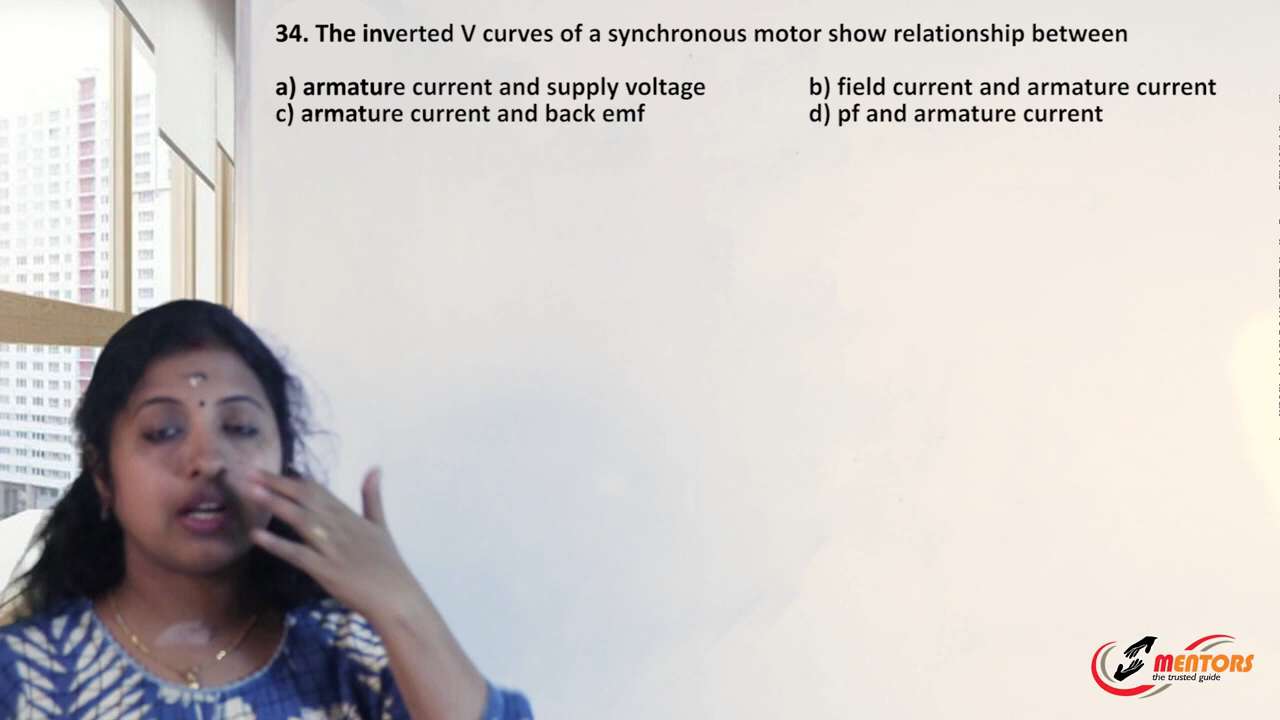 34. The inverted V curves of a synchronous motor show relationship between
a) armature current and supply voltage b) field current and armature current
c) armature current and back emf d) pf and armature current
MENTORS
the trusted guide